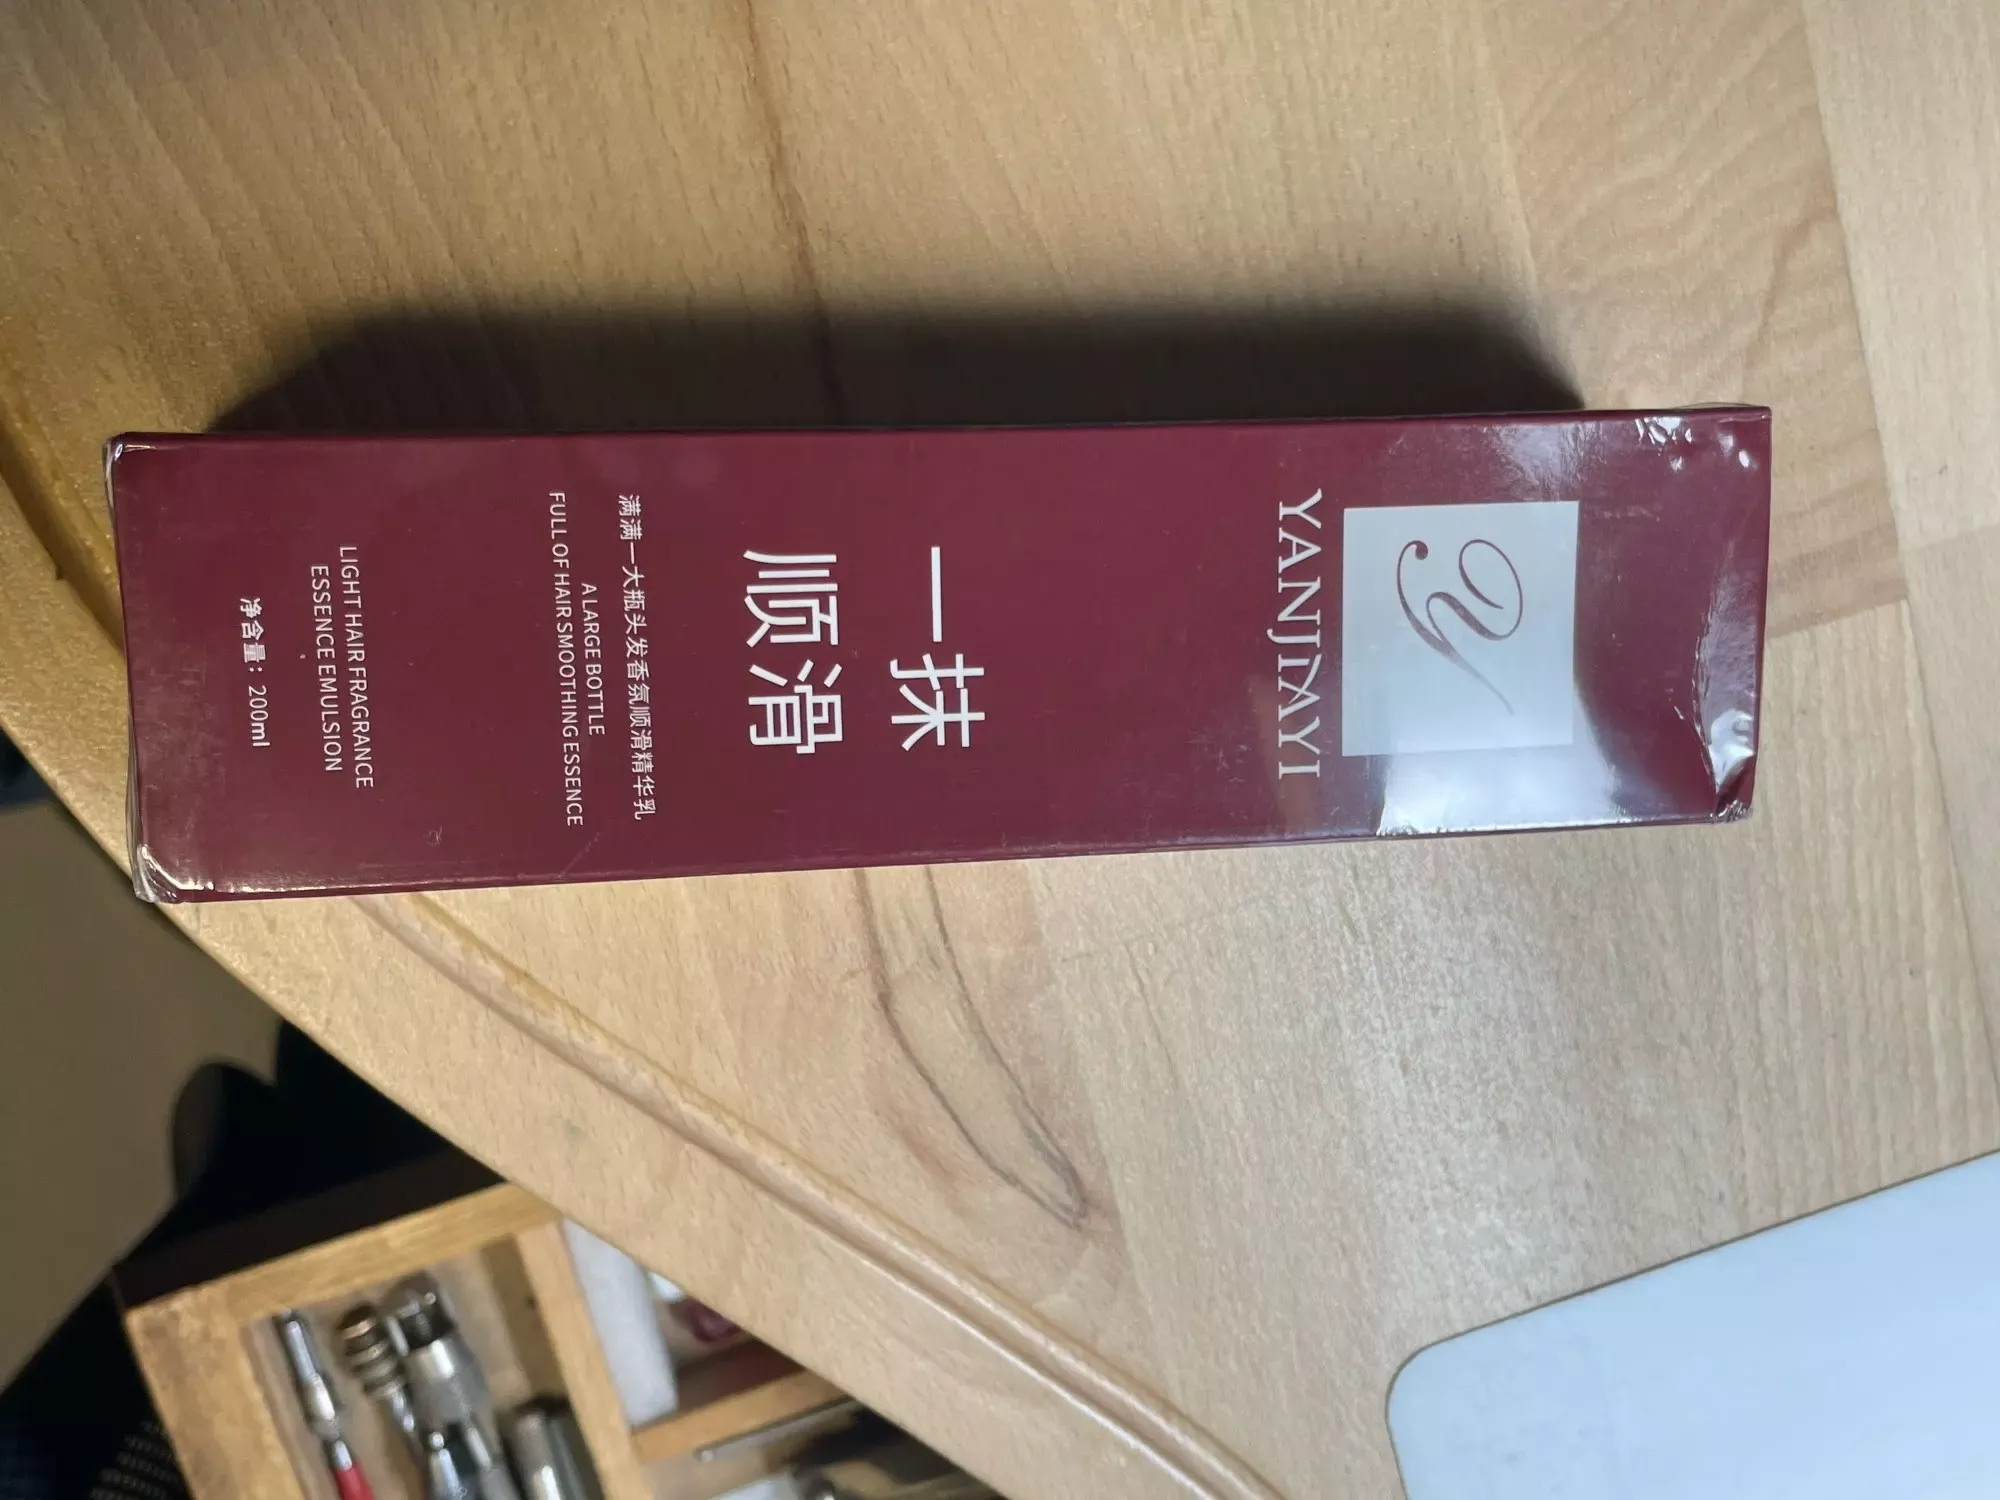 Y
YANJIAYI
一抹
顺滑
满满一大瓶头发香氛顺滑精华乳
A LARGE BOTTLE
FULL OF HAIR SMOOTHING ESSENCE
LIGHT HAIR FRAGRANCE
ESSENCE EMULSION
净含量：200ml